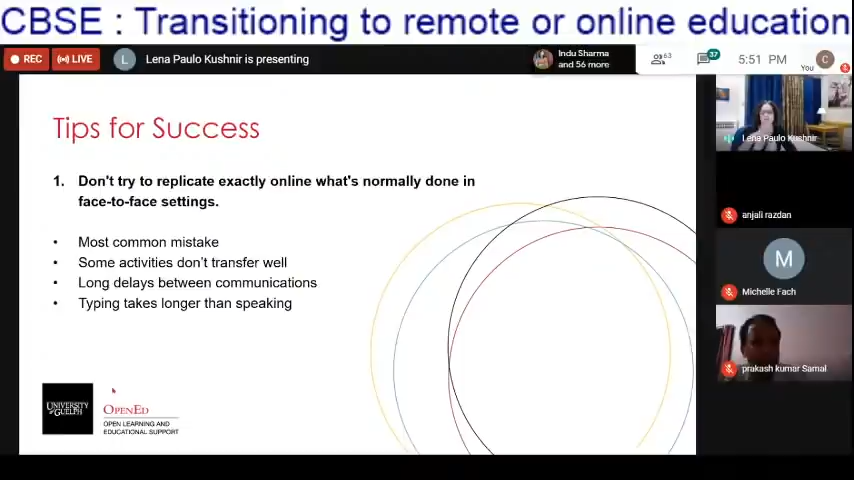 CBSE : Transitioning to remote or online education
REC
LIVE
L
Lena Paulo Kushnir is presenting
Indu Sharma
and 56 more
63
37
5:51 PM
You
C
Tips for Success
1. Don't try to replicate exactly online what's normally done in
face-to-face settings.
• Most common mistake
• Some activities don't transfer well
• Long delays between communications
• Typing takes longer than speaking
UNIVERSITY
of GUELPH
OPENED
OPEN LEARNING AND
EDUCATIONAL SUPPORT
Lena Paulo Kushnir
anjali razdan
M
Michelle Fach
prakash kumar Samal